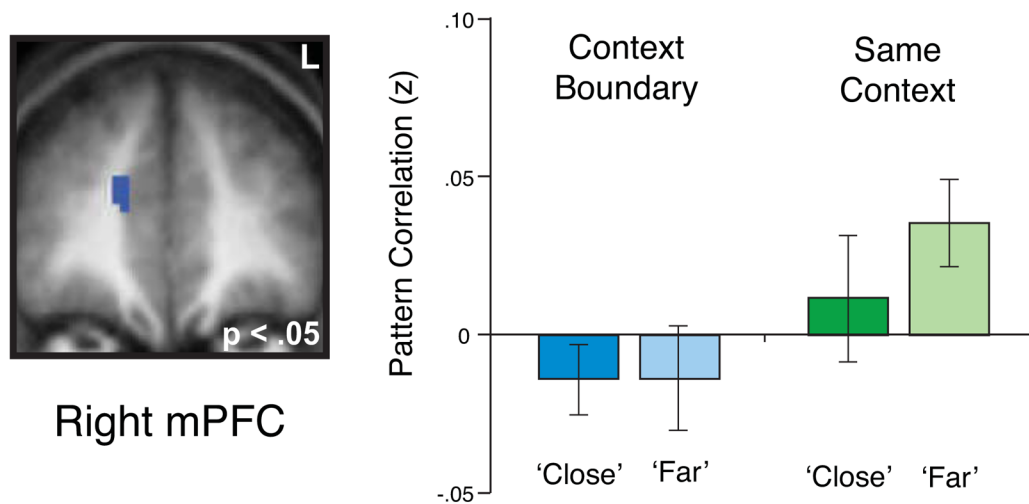 L
p < .05
Right mPFC
Pattern Correlation (z)
.10
.05
0
-.05
Context
Boundary
Same
Context
‘Close’ ‘Far’ ‘Close’ ‘Far’